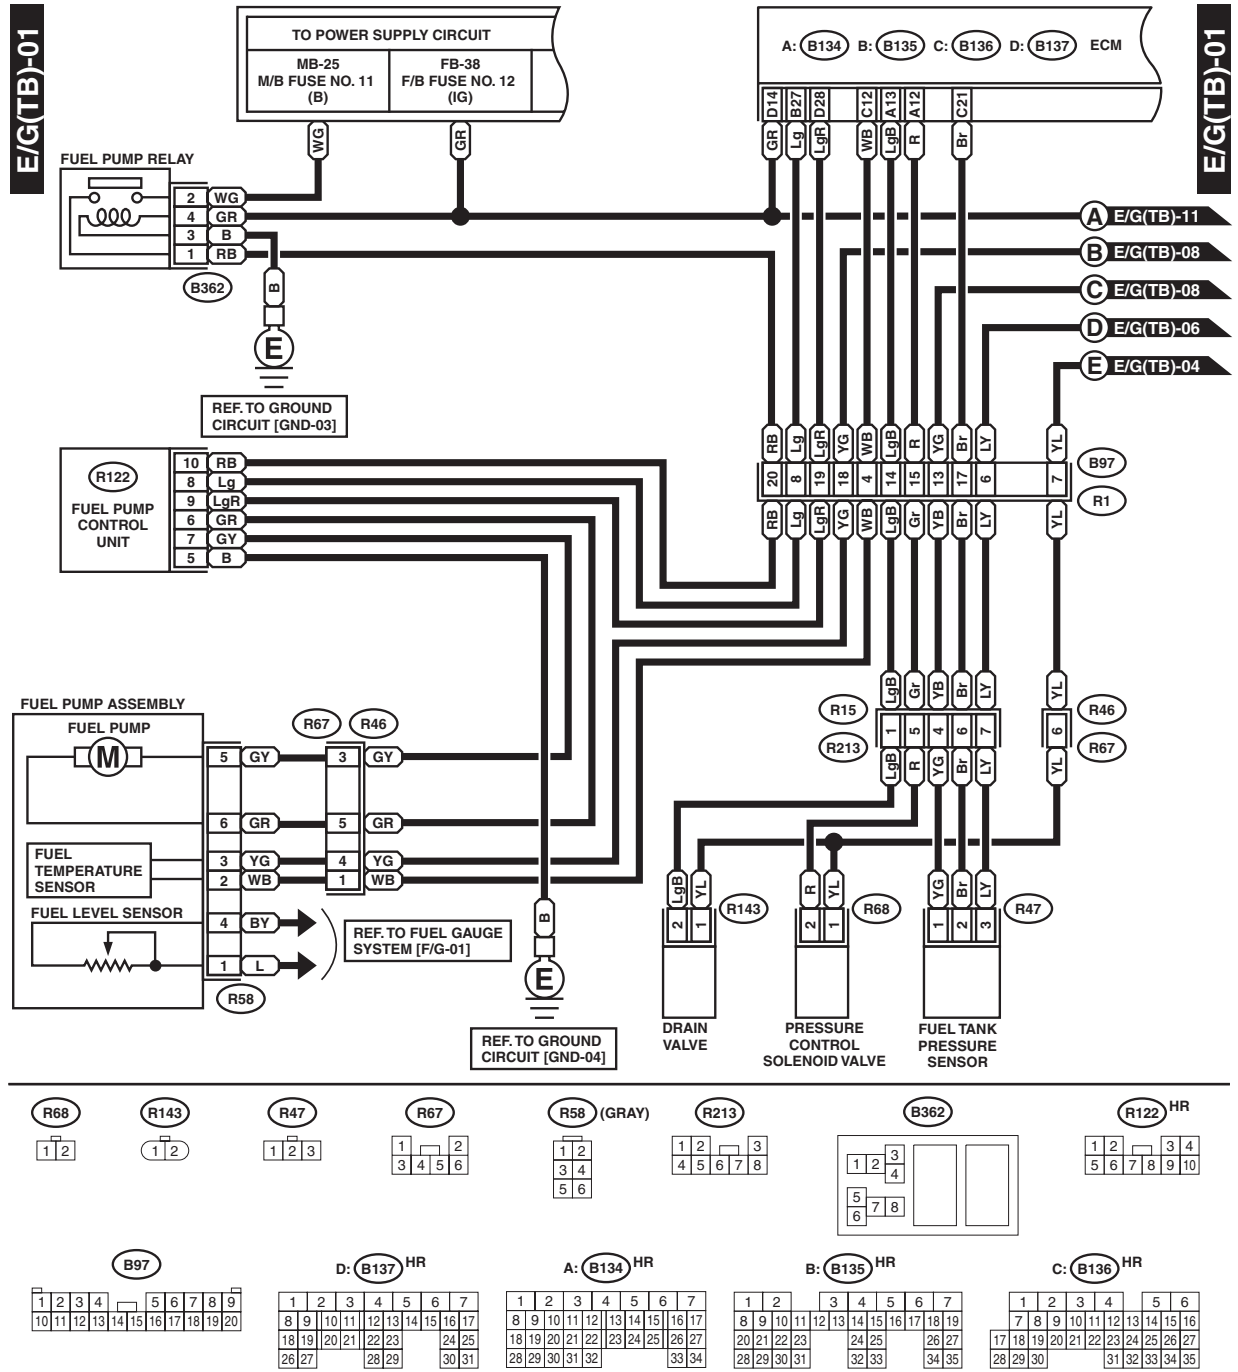 E/G(TB)-01
E/G(TB)-01
TO POWER SUPPLY CIRCUIT
MB-25
M/B FUSE NO. 11
(B)
FB-38
F/B FUSE NO. 12
(IG)
A: B134 B: B135 C: B136 D: B137 ECM
D14 B27 D28 C12 A13 A12 C21
WG GR
GR Lg LgR WB LgB R Br
FUEL PUMP RELAY
2 WG
4 GR
3 B
1 RB
B362
B
E
REF. TO GROUND
CIRCUIT [GND-03]
A E/G(TB)-11
B E/G(TB)-08
C E/G(TB)-08
D E/G(TB)-06
E E/G(TB)-04
RB Lg LgR YG WB LgB R YG Br LY YL
20 8 19 18 4 14 15 13 17 6 7
B97
R1
RB Lg LgR YG WB LgB Gr YB Br LY YL
R122
FUEL PUMP
CONTROL
UNIT
10 RB
8 Lg
9 LgR
6 GR
7 GY
5 B
LgB Gr YB Br LY YL
R15
R213
1 5 4 6 7 6
R46
R67
LgB R YG Br LY YL
FUEL PUMP ASSEMBLY
FUEL PUMP
M
R67 R46
5 GY 3 GY
6 GR 5 GR
FUEL
TEMPERATURE
SENSOR
3 YG 4 YG
2 WB 1 WB
FUEL LEVEL SENSOR
4 BY
1 L
REF. TO FUEL GAUGE
SYSTEM [F/G-01]
R58
B
E
REF. TO GROUND
CIRCUIT [GND-04]
LgB YL
2 1
R143
DRAIN
VALVE
R YL
2 1
R68
PRESSURE
CONTROL
SOLENOID VALVE
YG Br LY
1 2 3
R47
FUEL TANK
PRESSURE
SENSOR
R68
1 2
R143
1 2
R47
1 2 3
R67
1 2
3 4 5 6
R58 (GRAY)
1 2
3 4
5 6
R213
1 2 3
4 5 6 7 8
B362
1 2 3
4
5
6 7 8
R122 HR
1 2 3 4
5 6 7 8 9 10
B97
1 2 3 4 5 6 7 8 9
10 11 12 13 14 15 16 17 18 19 20
D: B137 HR
1 2 3 4 5 6 7
8 9 10 11 12 13 14 15 16 17
18 19 20 21 22 23 24 25
26 27 28 29 30 31
A: B134 HR
1 2 3 4 5 6 7
8 9 10 11 12 13 14 15 16 17
18 19 20 21 22 23 24 25 26 27
28 29 30 31 32 33 34
B: B135 HR
1 2 3 4 5 6 7
8 9 10 11 12 13 14 15 16 17 18 19
20 21 22 23 24 25 26 27
28 29 30 31 32 33 34 35
C: B136 HR
1 2 3 4 5 6
7 8 9 10 11 12 13 14 15 16
17 18 19 20 21 22 23 24 25 26 27
28 29 30 31 32 33 34 35